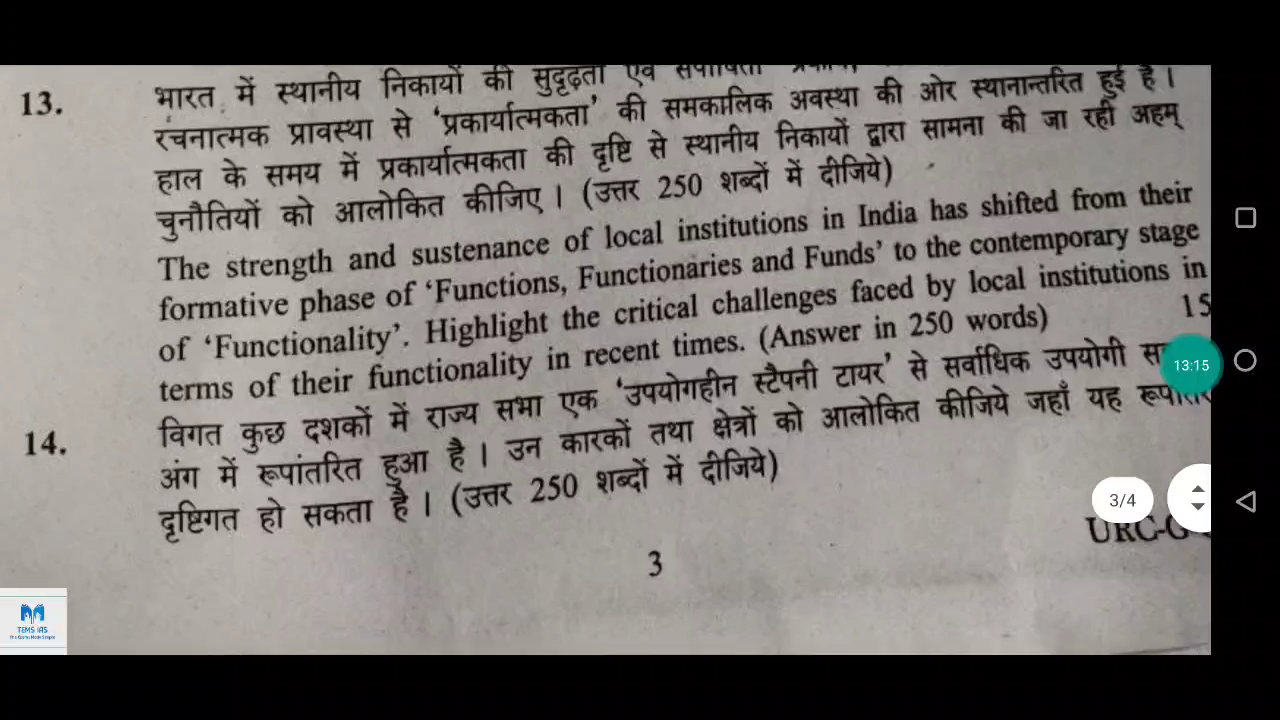 13.
भारत में स्थानीय निकायों की सुदृढ़ता एवं संपोषिता
रचनात्मक प्रावस्था से ‘प्रकार्यात्मकता’ की समकालिक अवस्था की ओर स्थानान्तरित हुई है ।
हाल के समय में प्रकार्यात्मकता की दृष्टि से स्थानीय निकायों द्वारा सामना की जा रही अहम्
चुनौतियों को आलोकित कीजिए । (उत्तर 250 शब्दों में दीजिये)
The strength and sustenance of local institutions in India has shifted from their
formative phase of ‘Functions, Functionaries and Funds’ to the contemporary stage
of ‘Functionality’. Highlight the critical challenges faced by local institutions in
terms of their functionality in recent times. (Answer in 250 words) 15
14.
विगत कुछ दशकों में राज्य सभा एक ‘उपयोगहीन स्टैपनी टायर’ से सर्वाधिक उपयोगी
अंग में रूपांतरित हुआ है । उन कारकों तथा क्षेत्रों को आलोकित कीजिये जहाँ यह
दृष्टिगत हो सकता है । (उत्तर 250 शब्दों में दीजिये)
3
13:15
3/4
TEMS IAS